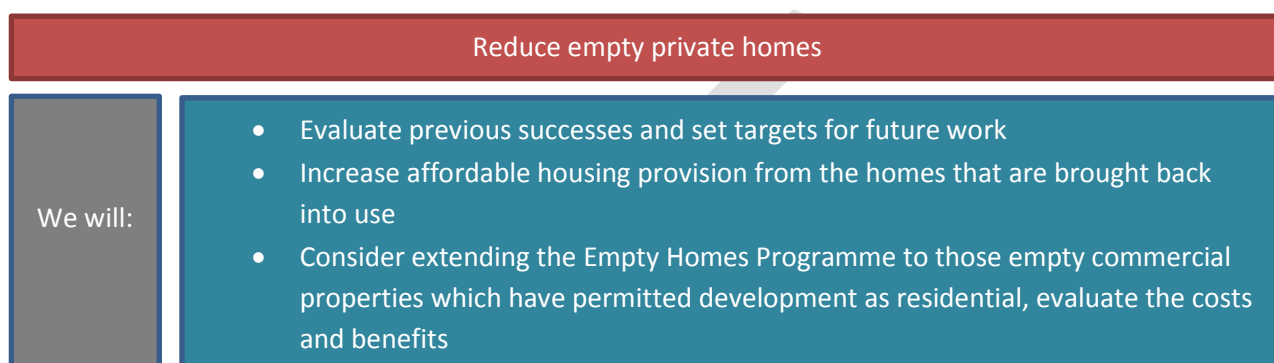 Reduce empty private homes
We will:
• Evaluate previous successes and set targets for future work
• Increase affordable housing provision from the homes that are brought back
into use
• Consider extending the Empty Homes Programme to those empty commercial
properties which have permitted development as residential, evaluate the costs
and benefits